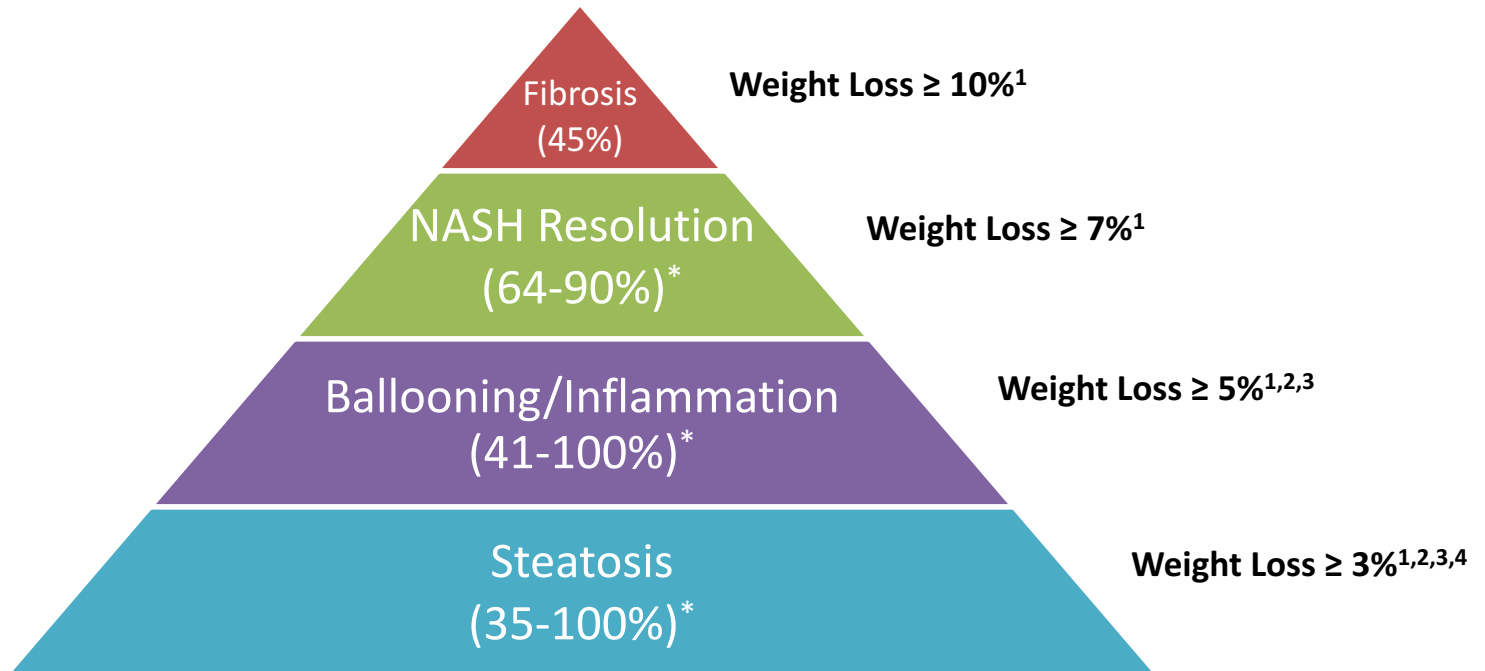 Fibrosis
(45%)
Weight Loss ≥ 10%¹
NASH Resolution
(64-90%)*
Weight Loss ≥ 7%¹
Ballooning/Inflammation
(41-100%)*
Weight Loss ≥ 5%¹,²,³
Steatosis
(35-100%)*
Weight Loss ≥ 3%¹,²,³,⁴